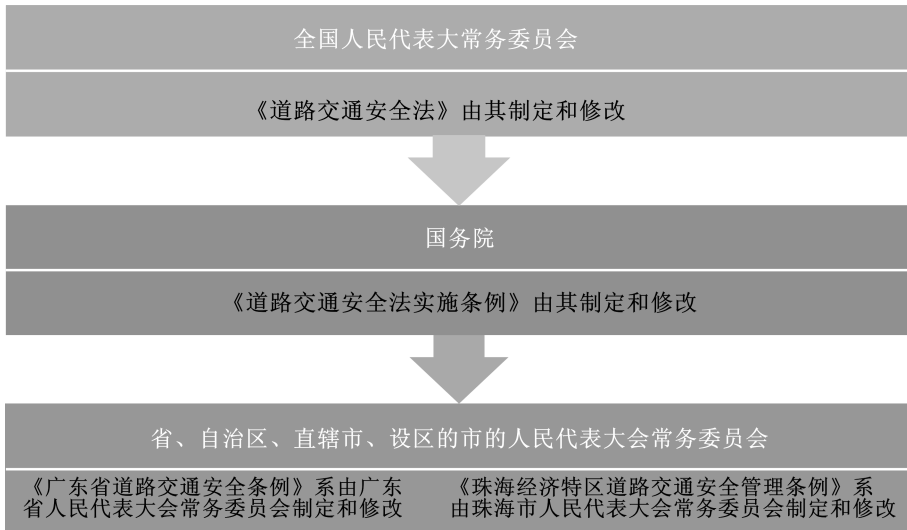 全国人民代表大常务委员会
《道路交通安全法》由其制定和修改
国务院
《道路交通安全法实施条例》由其制定和修改
省、自治区、直辖市、设区的市的人民代表大会常务委员会
《广东省道路交通安全条例》系由广东
省人民代表大会常务委员会制定和修改
《珠海经济特区道路交通安全管理条例》系
由珠海市人民代表大会常务委员会制定和修改